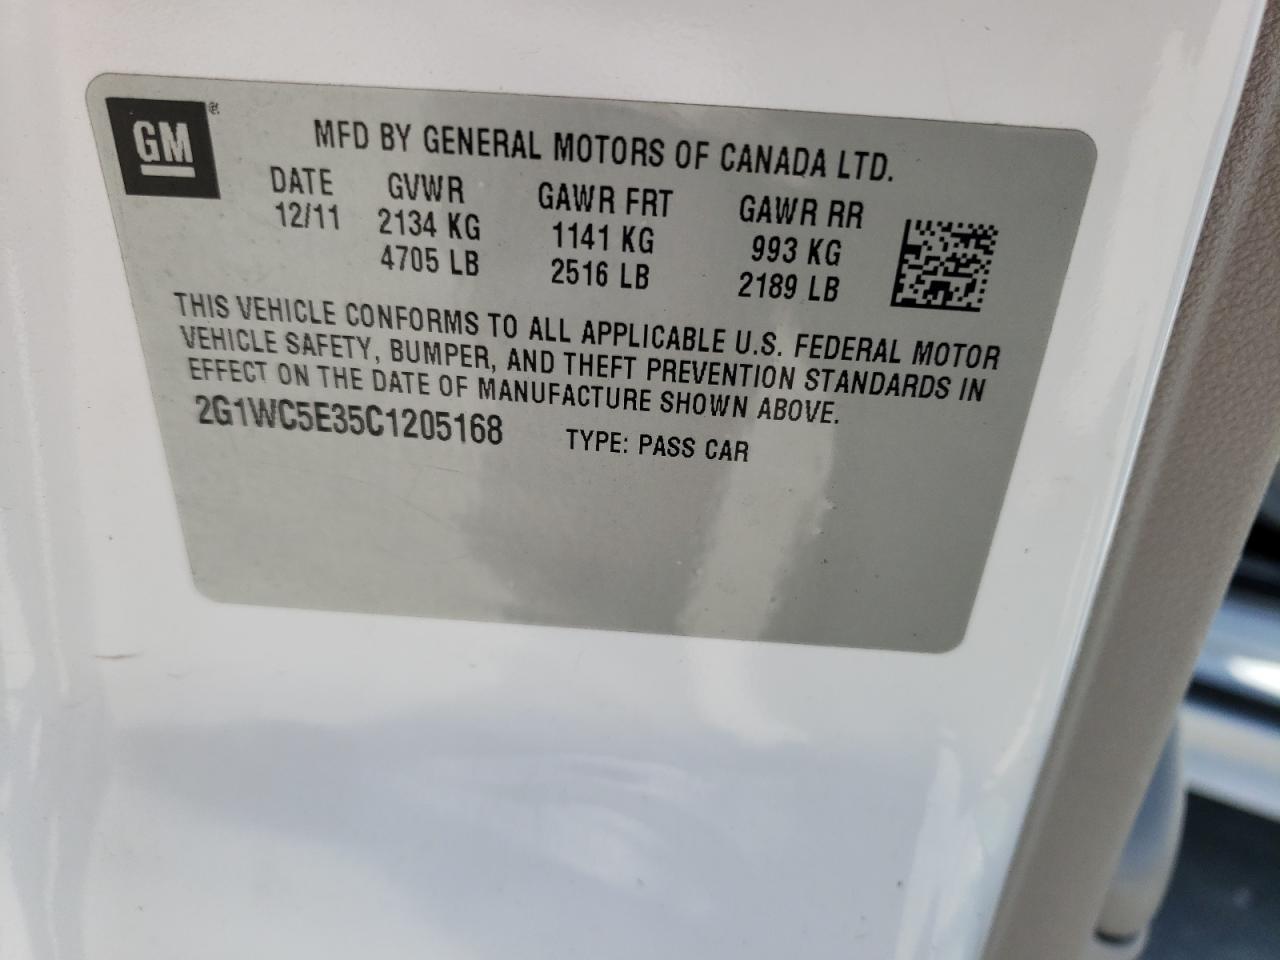 GM®
MFD BY GENERAL MOTORS OF CANADA LTD.
DATE GVWR GAWR FRT GAWR RR
12/11 2134 KG 1141 KG 993 KG
4705 LB 2516 LB 2189 LB
THIS VEHICLE CONFORMS TO ALL APPLICABLE U.S. FEDERAL MOTOR
VEHICLE SAFETY, BUMPER, AND THEFT PREVENTION STANDARDS IN
EFFECT ON THE DATE OF MANUFACTURE SHOWN ABOVE.
2G1WC5E35C1205168 TYPE: PASS CAR